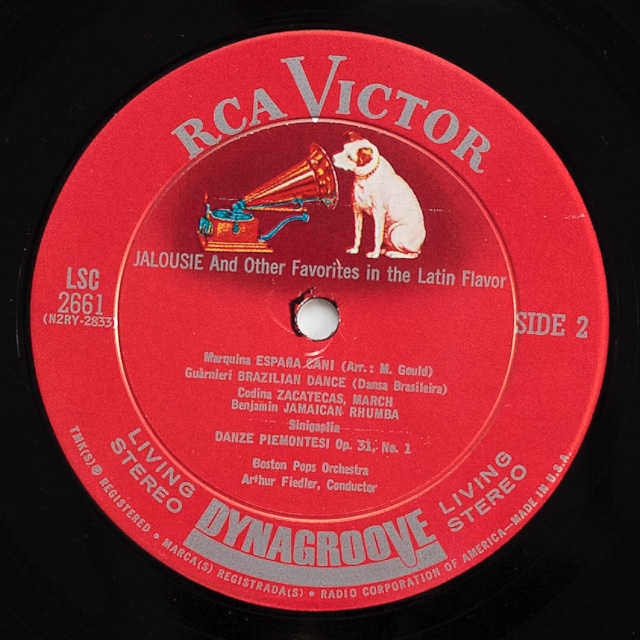 RCA VICTOR
JALOUSIE And Other Favorites in the Latin Flavor
LSC
2661
(N2RY-2833)
SIDE 2
Marquina ESPAÑA CAÑI (Arr.: M. Gould)
Guarnieri BRAZILIAN DANCE (Dansa Brasileira)
Codina ZACATECAS, MARCH
Benjamin JAMAICAN RHUMBA
Sinigaglia
DANZE PIEMONTESI Op. 31, No. 1
Boston Pops Orchestra
Arthur Fiedler, Conductor
LIVING
STEREO
DYNAGROOVE
LIVING
STEREO
TMK(S) ® REGISTERED • MARCA(S) REGISTRADA(S) • RADIO CORPORATION OF AMERICA—MADE IN U.S.A.